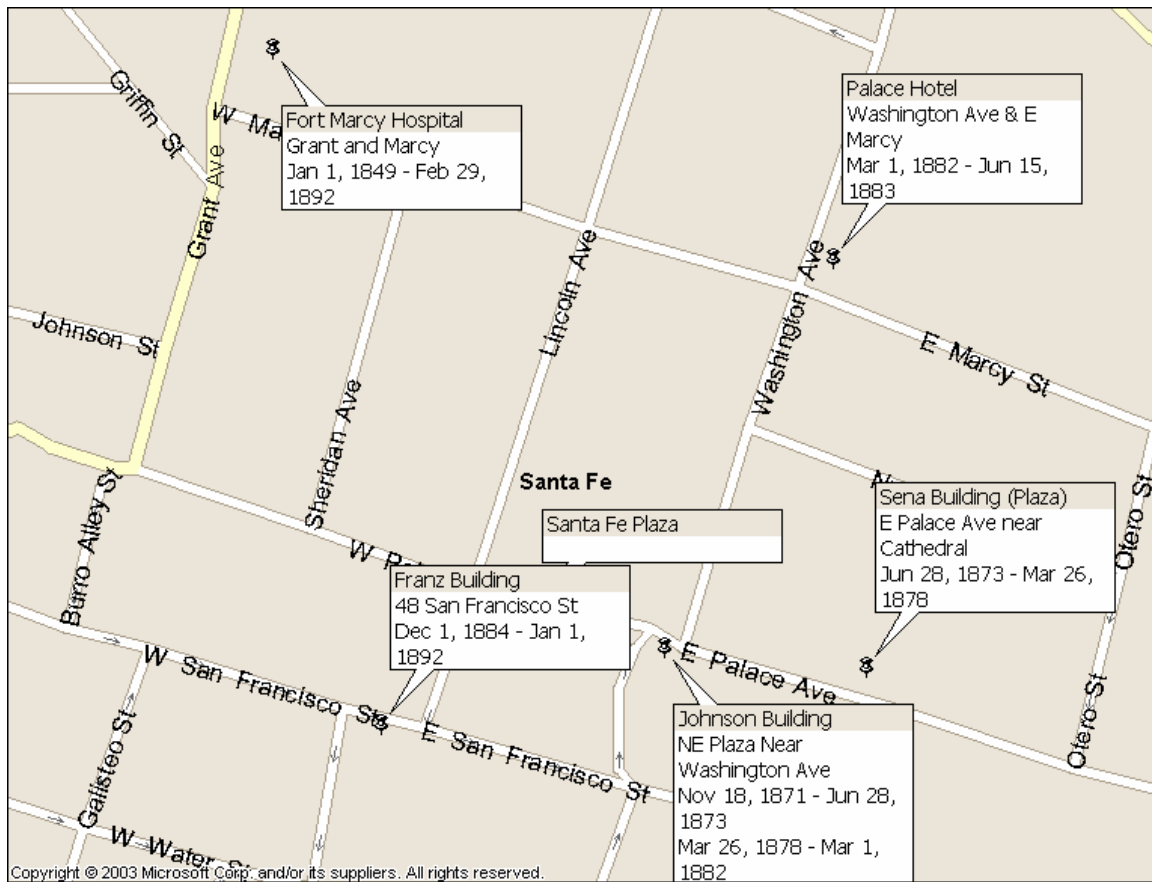 Griffin St
Grant Ave
W Ma
Fort Marcy Hospital
Grant and Marcy
Jan 1, 1849 - Feb 29,
1892
Palace Hotel
Washington Ave & E
Marcy
Mar 1, 1882 - Jun 15,
1883
Johnson St
Sheridan Ave
Lincoln Ave
Washington Ave
E Marcy St
Burro Alley St
Santa Fe
Santa Fe Plaza
W
Franz Building
48 San Francisco St
Dec 1, 1884 - Jan 1,
1892
Sena Building (Plaza)
E Palace Ave near
Cathedral
Jun 28, 1873 - Mar 26,
1878
Otero St
Otero St
W San Francisco St
E San Francisco St
E Palace Ave
Johnson Building
NE Plaza Near
Washington Ave
Nov 18, 1871 - Jun 28,
1873
Mar 26, 1878 - Mar 1,
1882
Galisteo St
W Water St
Copyright © 2003 Microsoft Corp. and/or its suppliers. All rights reserved.